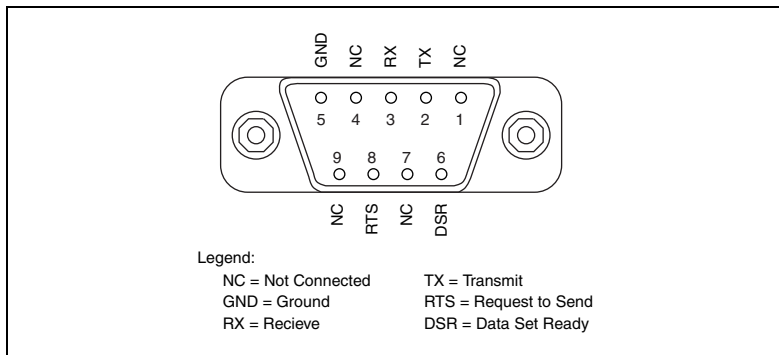 GND NC RX TX NC
5 4 3 2 1
9 8 7 6
NC RTS NC DSR
Legend:
NC = Not Connected TX = Transmit
GND = Ground RTS = Request to Send
RX = Recieve DSR = Data Set Ready